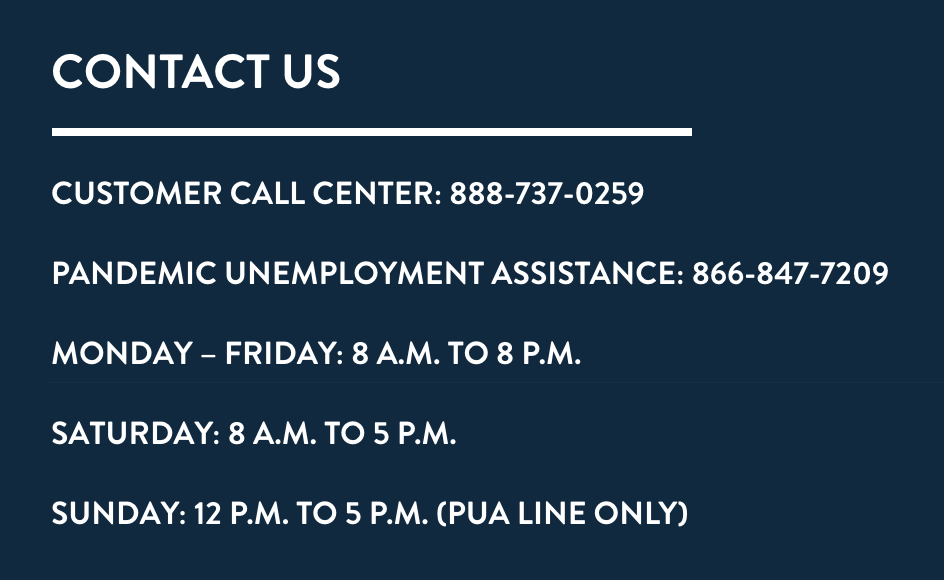 CONTACT US
CUSTOMER CALL CENTER: 888-737-0259
PANDEMIC UNEMPLOYMENT ASSISTANCE: 866-847-7209
MONDAY – FRIDAY: 8 A.M. TO 8 P.M.
SATURDAY: 8 A.M. TO 5 P.M.
SUNDAY: 12 P.M. TO 5 P.M. (PUA LINE ONLY)